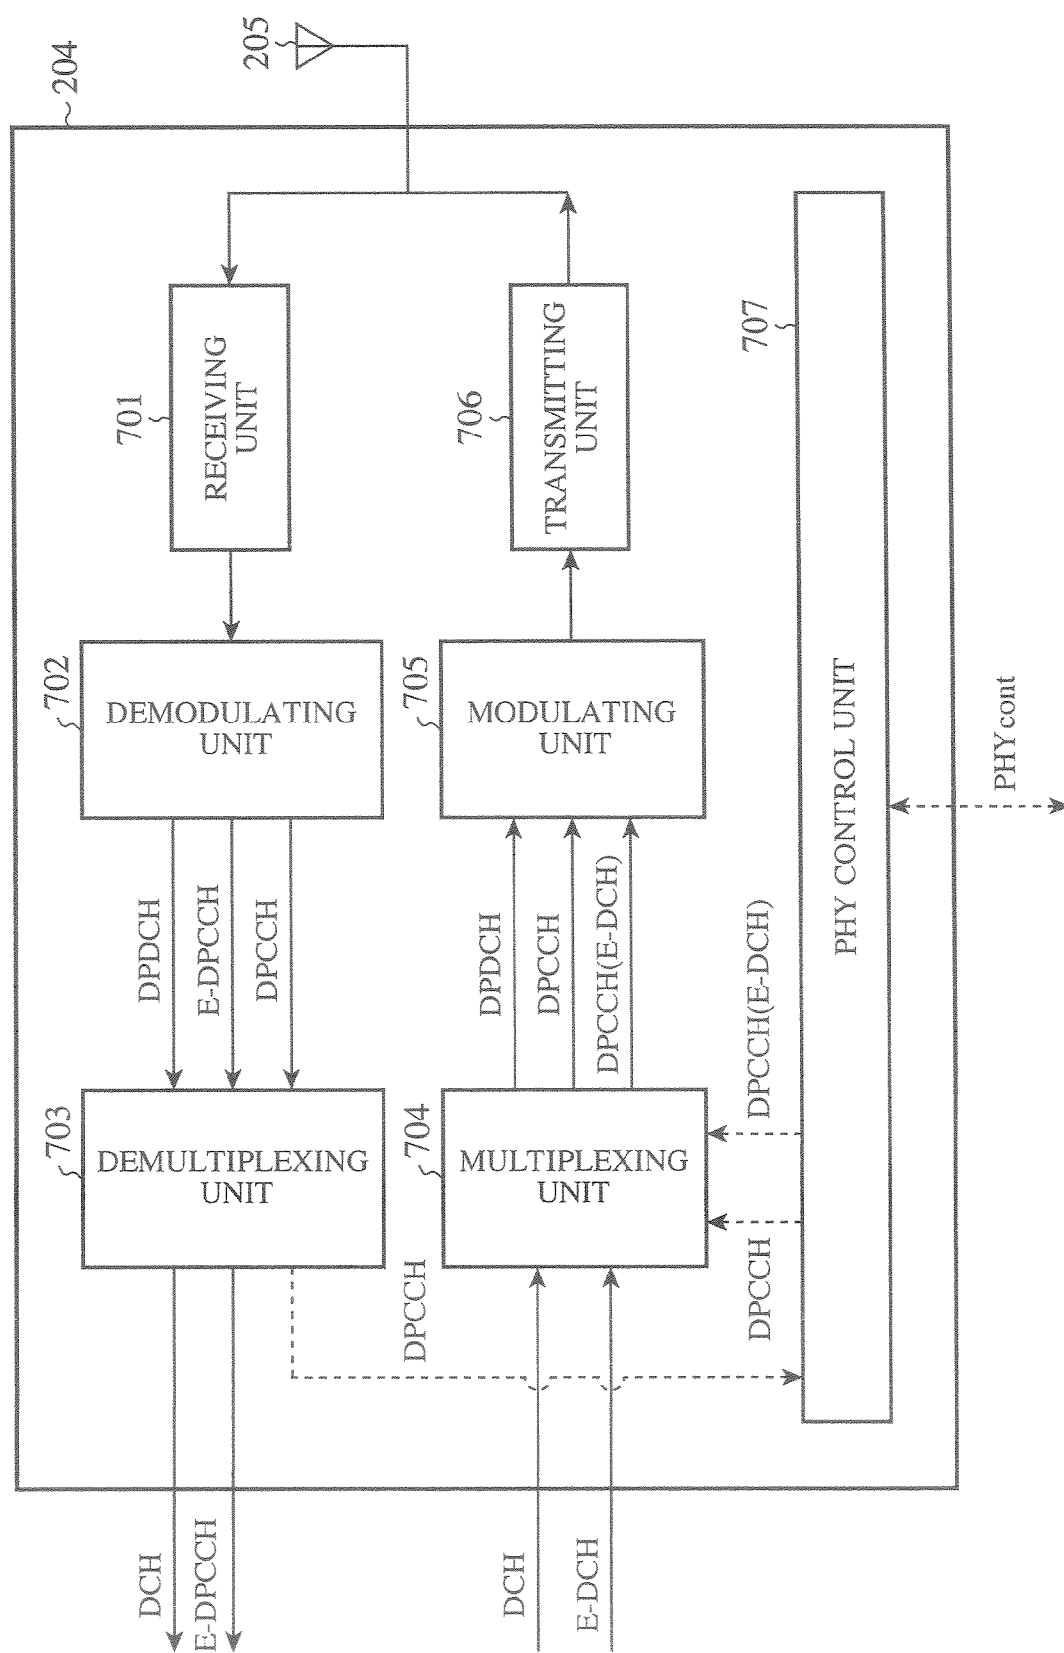 204
205
701
RECEIVING
UNIT
706
TRANSMITTING
UNIT
707
PHY CONTROL UNIT
702
DEMODULATING
UNIT
705
MODULATING
UNIT
PHYcont
DPDCH
E-DPCCH
DPCCH
DPDCH
DPCCH
DPCCH(E-DCH)
DPCCH(E-DCH)
703
DEMULTIPLEXING
UNIT
704
MULTIPLEXING
UNIT
DPCCH
DPCCH
DCH
E-DPCCH
DCH
E-DCH